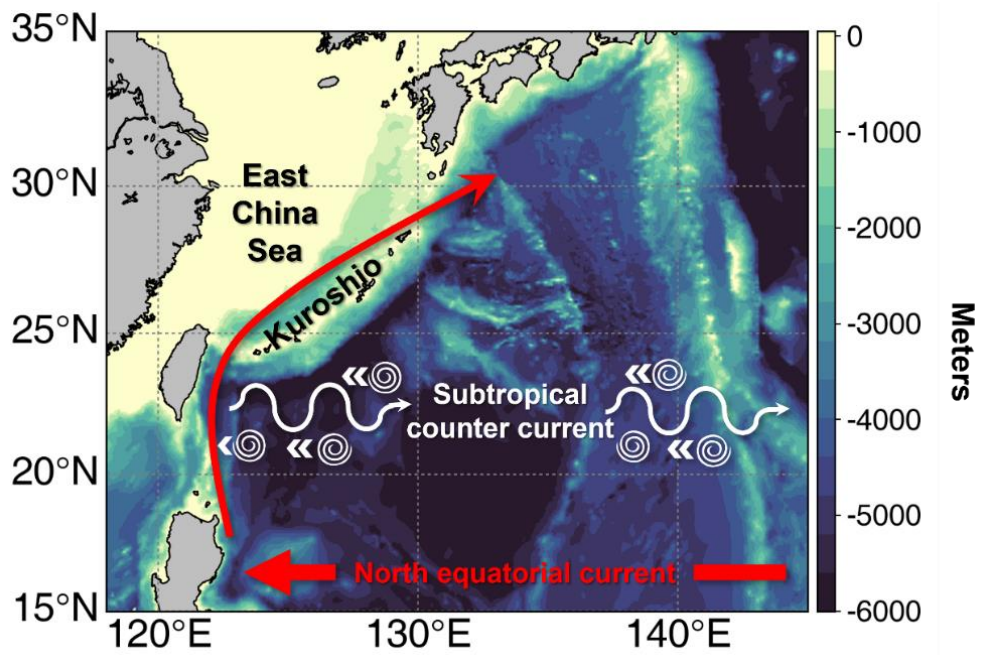 35°N
30°N
25°N
20°N
15°N
120°E
130°E
140°E
East
China
Sea
Kuroshio
Subtropical
counter current
North equatorial current
0
-1000
-2000
-3000
-4000
-5000
-6000
Meters